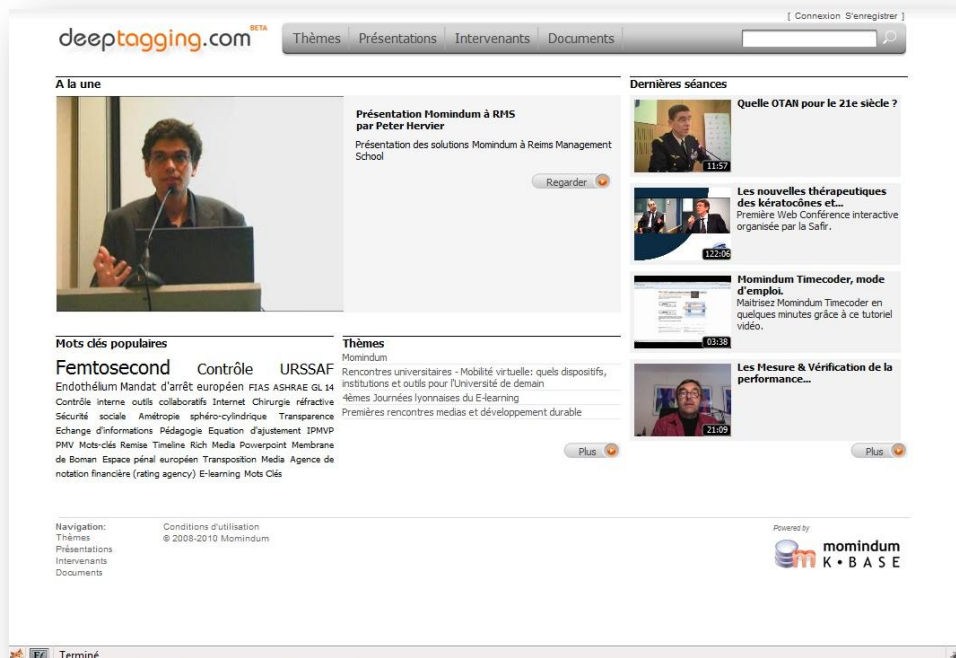 [ Connexion S'enregistrer ]
deeptagging.com BETA
Thèmes Présentations Intervenants Documents
A la une
Présentation Momindum à RMS
par Peter Hervier
Présentation des solutions Momindum à Reims Management
School
Regarder
Dernières séances
Quelle OTAN pour le 21e siècle ?
11:57
Les nouvelles thérapeutiques
des kératocônes et...
Première Web Conférence interactive
organisée par la Safir.
122:06
Momindum Timecoder, mode
d'emploi.
Maitrisez Momindum Timecoder en
quelques minutes grâce à ce tutoriel
vidéo.
03:38
Les Mesure & Vérification de la
performance...
21:09
Plus
Mots clés populaires
Femtosecond Contrôle URSSAF
Endothélium Mandat d'arrêt européen FIAS ASHRAE GL 14
Contrôle interne outils collaboratifs Internet Chirurgie réfractive
Sécurité sociale Amétropie sphéro-cylindrique Transparence
Echange d'informations Pédagogie Equation d'ajustement IPMVP
PMV Mots-clés Remise Timeline Rich Media Powerpoint Membrane
de Boman Espace pénal européen Transposition Media Agence de
notation financière (rating agency) E-learning Mots Clés
Thèmes
Momindum
Rencontres universitaires - Mobilité virtuelle: quels dispositifs,
institutions et outils pour l'Université de demain
4èmes Journées lyonnaises du E-learning
Premières rencontres medias et développement durable
Plus
Navigation:
Thèmes
Présentations
Intervenants
Documents
Conditions d'utilisation
© 2008-2010 Momindum
Powered by
momindum
K • BASE
Terminé